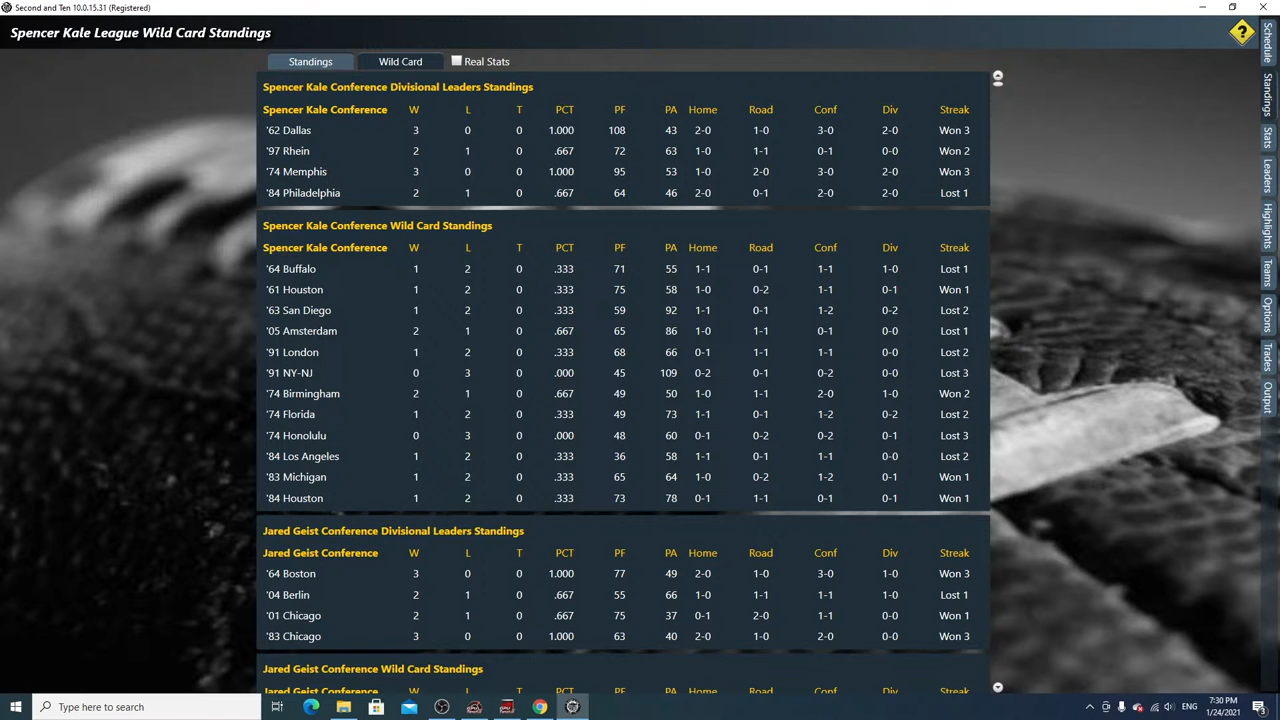 Second and Ten 10.0.15.31 (Registered)
Spencer Kale League Wild Card Standings
Standings Wild Card Real Stats
Spencer Kale Conference Divisional Leaders Standings
Spencer Kale Conference W L T PCT PF PA Home Road Conf Div Streak
'62 Dallas 3 0 0 1.000 108 43 2-0 1-0 3-0 2-0 Won 3
'97 Rhein 2 1 0 .667 72 63 1-0 1-1 0-1 0-0 Won 2
'74 Memphis 3 0 0 1.000 95 53 1-0 2-0 3-0 2-0 Won 3
'84 Philadelphia 2 1 0 .667 64 46 2-0 0-1 2-0 2-0 Lost 1
Spencer Kale Conference Wild Card Standings
Spencer Kale Conference W L T PCT PF PA Home Road Conf Div Streak
'64 Buffalo 1 2 0 .333 71 55 1-1 0-1 1-1 1-0 Lost 1
'61 Houston 1 2 0 .333 75 58 1-0 0-2 1-1 0-1 Won 1
'63 San Diego 1 2 0 .333 59 92 1-1 0-1 1-2 0-2 Lost 2
'05 Amsterdam 2 1 0 .667 65 86 1-0 1-1 0-1 0-0 Lost 1
'91 London 1 2 0 .333 68 66 0-1 1-1 1-1 0-0 Lost 2
'91 NY-NJ 0 3 0 .000 45 109 0-2 0-1 0-1 0-0 Lost 3
'74 Birmingham 2 1 0 .667 49 50 1-0 1-1 2-0 1-0 Won 2
'74 Florida 1 2 0 .333 49 73 1-1 0-1 1-2 0-2 Lost 2
'74 Honolulu 0 3 0 .000 48 60 0-1 0-2 0-2 0-1 Lost 3
'84 Los Angeles 1 2 0 .333 36 58 1-1 0-1 1-1 0-0 Lost 2
'83 Michigan 1 2 0 .333 65 64 1-0 0-2 1-2 0-1 Won 1
'84 Houston 1 2 0 .333 73 78 0-1 1-1 0-1 0-1 Won 1
Jared Geist Conference Divisional Leaders Standings
Jared Geist Conference W L T PCT PF PA Home Road Conf Div Streak
'64 Boston 3 0 0 1.000 77 49 2-0 1-0 3-0 1-0 Won 3
'04 Berlin 2 1 0 .667 55 66 1-0 1-1 1-1 1-0 Lost 1
'01 Chicago 2 1 0 .667 75 37 0-1 2-0 1-1 0-0 Won 2
'83 Chicago 3 0 0 1.000 63 40 2-0 1-0 2-0 0-0 Won 3
Jared Geist Conference Wild Card Standings
Jared Geist Conference W L T PCT PF PA Home Road Conf Div Streak
Schedule
Standings
Stats
Leaders
Highlights
Teams
Options
Trades
Output
Type here to search
ENG
7:30 PM
1/24/2021
3